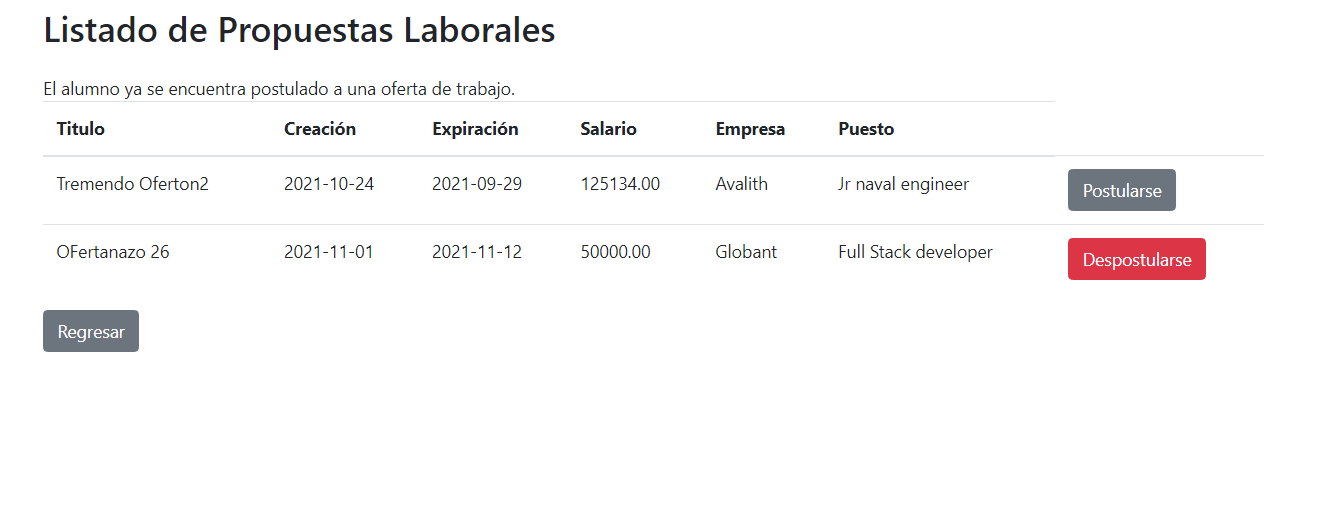 Listado de Propuestas Laborales
El alumno ya se encuentra postulado a una oferta de trabajo.
Titulo Creación Expiración Salario Empresa Puesto
Tremendo Oferton2 2021-10-24 2021-09-29 125134.00 Avalith Jr naval engineer Postularse
OFertanazo 26 2021-11-01 2021-11-12 50000.00 Globant Full Stack developer Despostularse
Regresar